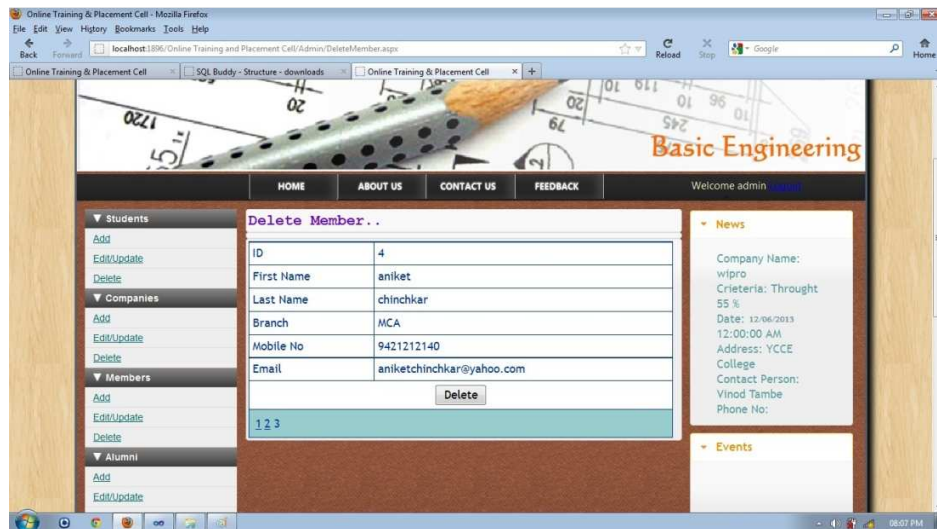 Online Training & Placement Cell - Mozilla Firefox
File Edit View History Bookmarks Tools Help
Back Forward localhost:1896/Online Training and Placement Cell/Admin/DeleteMember.aspx Reload Stop Google Home
Online Training & Placement Cell × SQL Buddy - Structure - downloads × Online Training & Placement Cell × +
Basic Engineering
HOME ABOUT US CONTACT US FEEDBACK Welcome admin
▼ Students
Add
Edit/Update
Delete
▼ Companies
Add
Edit/Update
Delete
▼ Members
Add
Edit/Update
Delete
▼ Alumni
Add
Edit/Update
Delete Member..
ID 4
First Name aniket
Last Name chinchkar
Branch MCA
Mobile No 9421212140
Email aniketchinchkar@yahoo.com
Delete
1 2 3
News
Company Name:
wipro
Crieteria: Throught
55 %
Date: 12/06/2013
12:00:00 AM
Address: YCCE
College
Contact Person:
Vinod Tambe
Phone No:
Events
08:07 PM